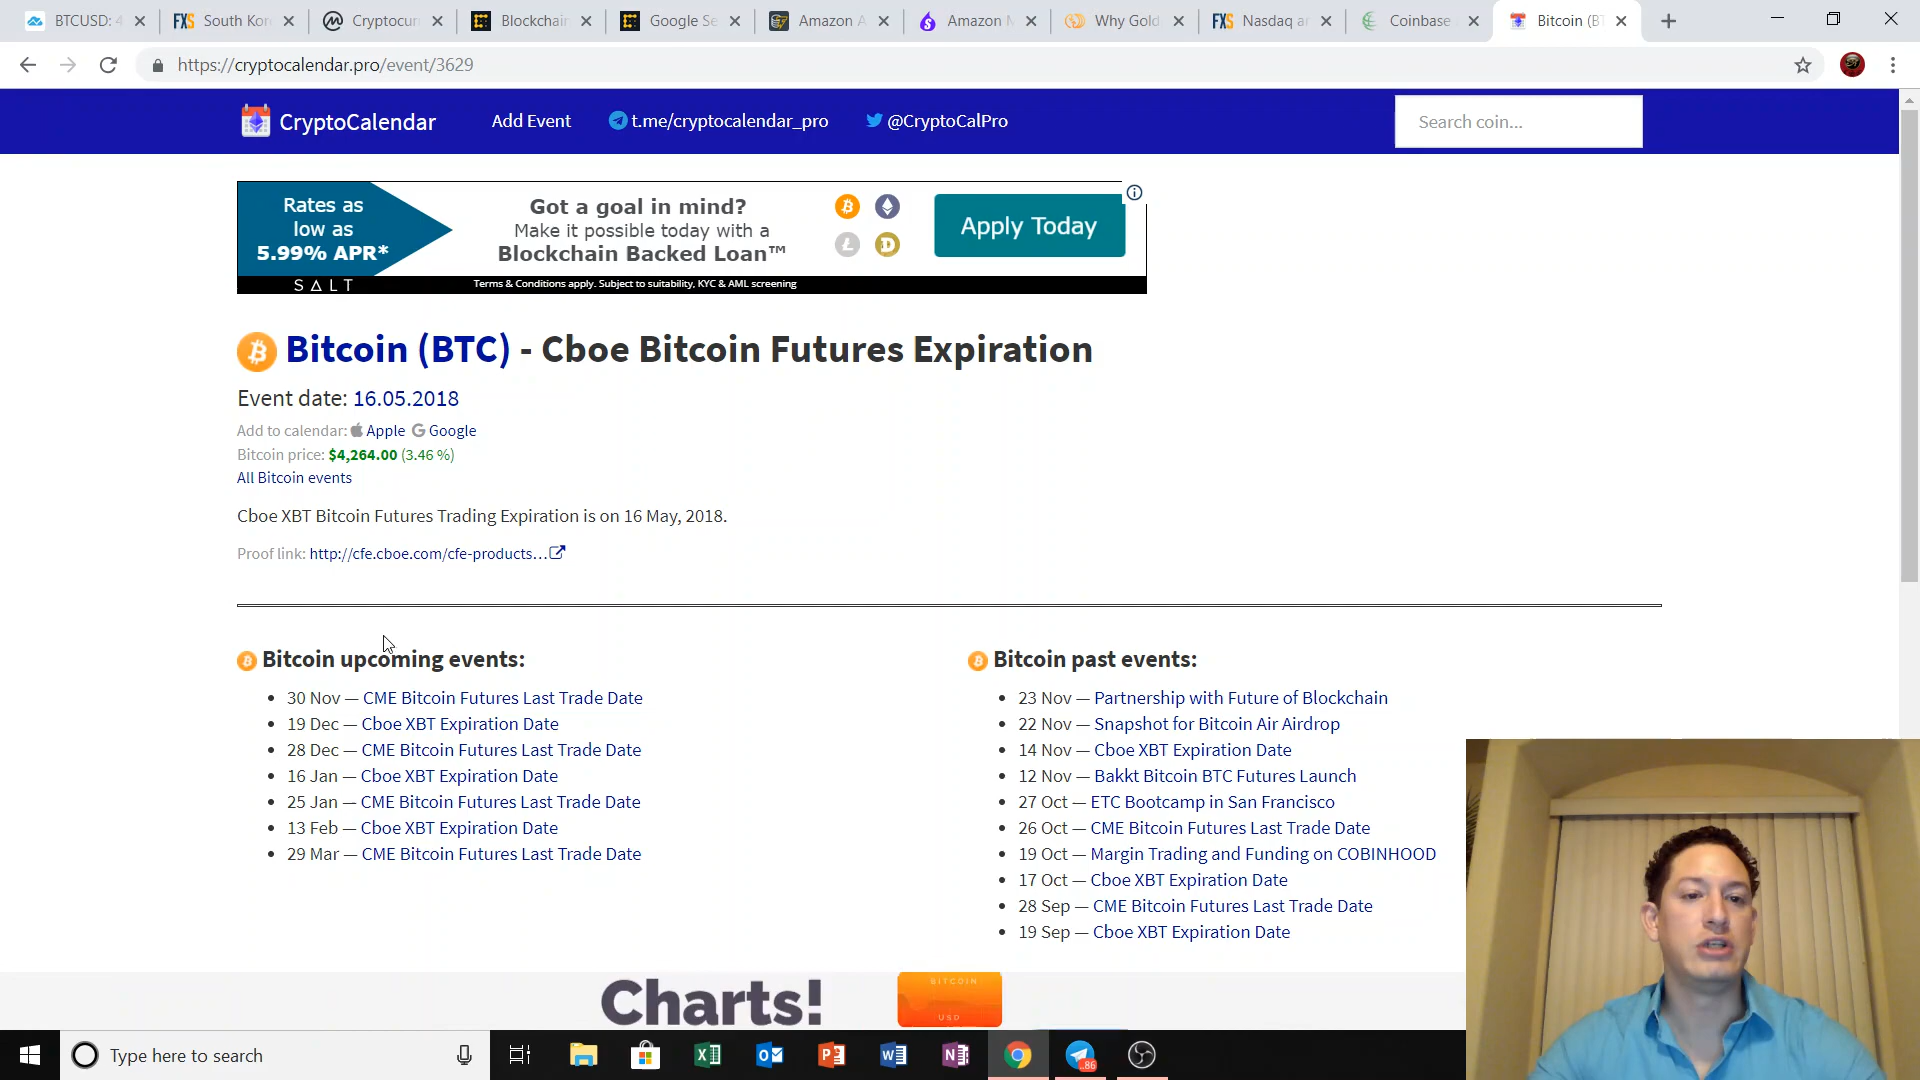 BTCUSD: 4
South Kor
Cryptocurr
Blockchain
Google Se
Amazon A
Amazon M
Why Gold
Nasdaq an
Coinbase
Bitcoin (BT
https://cryptocalendar.pro/event/3629
CryptoCalendar
Add Event
t.me/cryptocalendar_pro
@CryptoCalPro
Search coin...
Rates as
low as
5.99% APR*
SALT
Got a goal in mind?
Make it possible today with a
Blockchain Backed Loan™
Apply Today
Terms & Conditions apply. Subject to suitability, KYC & AML screening
Bitcoin (BTC) - Cboe Bitcoin Futures Expiration
Event date: 16.05.2018
Add to calendar: Apple Google
Bitcoin price: $4,264.00 (3.46 %)
All Bitcoin events
Cboe XBT Bitcoin Futures Trading Expiration is on 16 May, 2018.
Proof link: http://cfe.cboe.com/cfe-products...
Bitcoin upcoming events:
30 Nov — CME Bitcoin Futures Last Trade Date
19 Dec — Cboe XBT Expiration Date
28 Dec — CME Bitcoin Futures Last Trade Date
16 Jan — Cboe XBT Expiration Date
25 Jan — CME Bitcoin Futures Last Trade Date
13 Feb — Cboe XBT Expiration Date
29 Mar — CME Bitcoin Futures Last Trade Date
Bitcoin past events:
23 Nov — Partnership with Future of Blockchain
22 Nov — Snapshot for Bitcoin Air Airdrop
14 Nov — Cboe XBT Expiration Date
12 Nov — Bakkt Bitcoin BTC Futures Launch
27 Oct — ETC Bootcamp in San Francisco
26 Oct — CME Bitcoin Futures Last Trade Date
19 Oct — Margin Trading and Funding on COBINHOOD
17 Oct — Cboe XBT Expiration Date
28 Sep — CME Bitcoin Futures Last Trade Date
19 Sep — Cboe XBT Expiration Date
Charts!
BITCOIN
USD
Type here to search
86